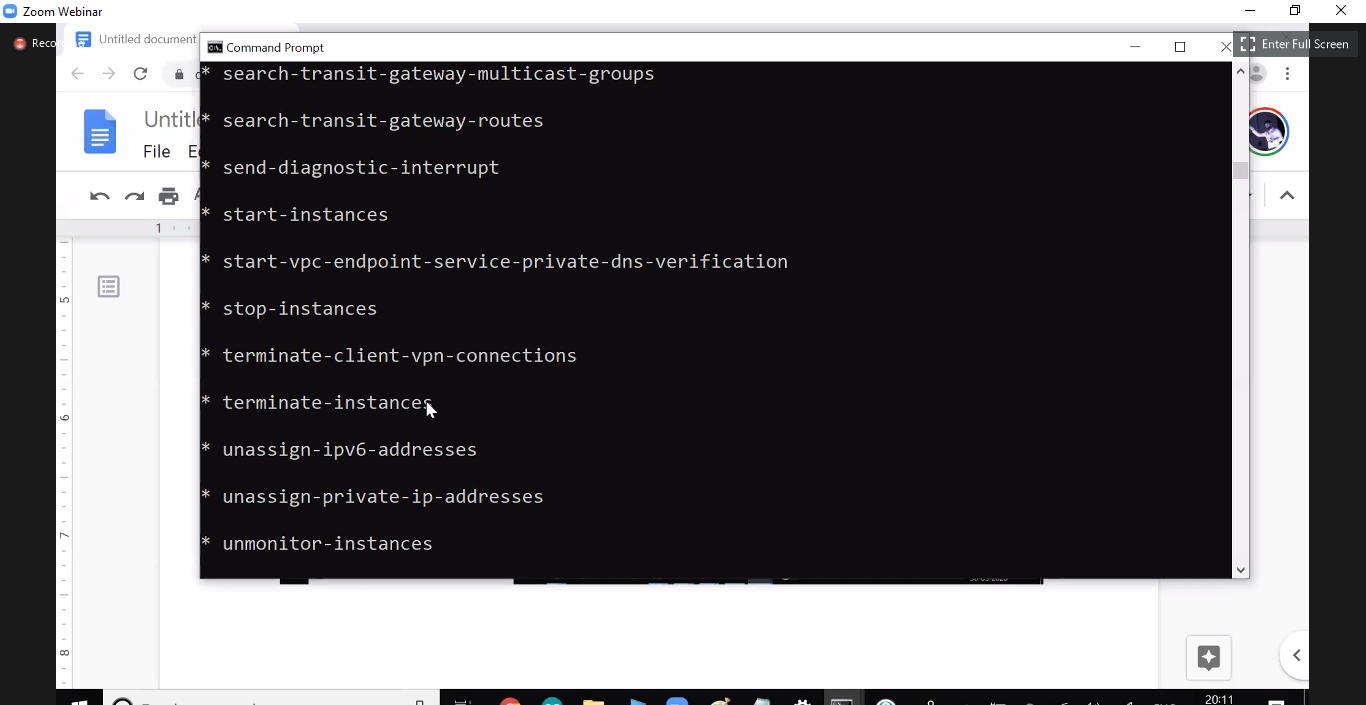 Zoom Webinar
Untitled document
Command Prompt
Enter Full Screen
File
* search-transit-gateway-multicast-groups
* search-transit-gateway-routes
* send-diagnostic-interrupt
* start-instances
* start-vpc-endpoint-service-private-dns-verification
* stop-instances
* terminate-client-vpn-connections
* terminate-instances
* unassign-ipv6-addresses
* unassign-private-ip-addresses
* unmonitor-instances
1
5
6
7
8
20:11